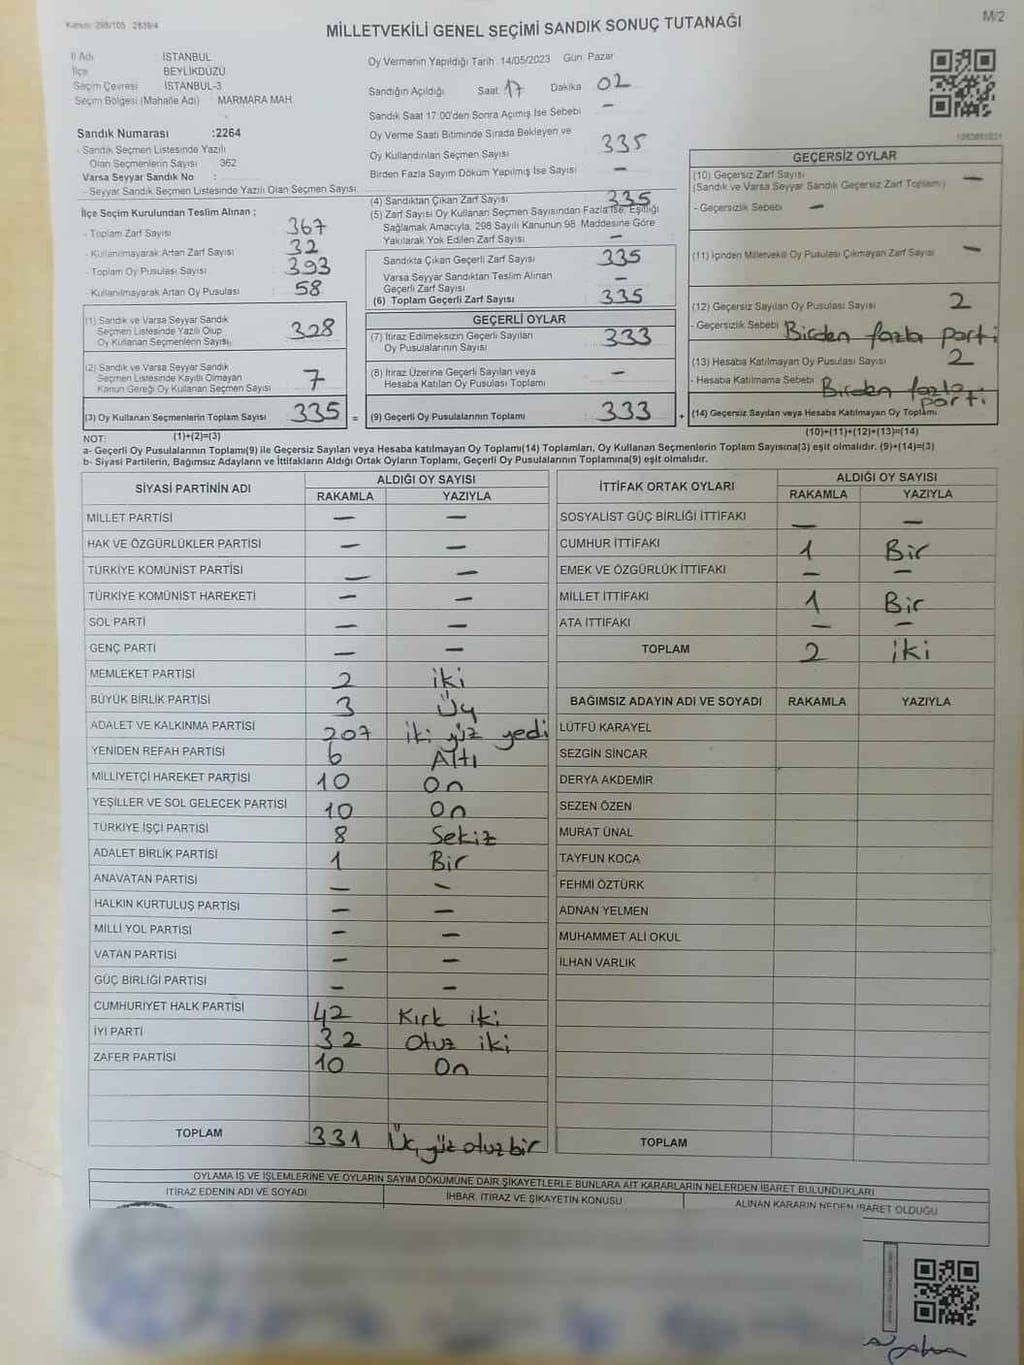 Kanun: 298/105 2839/4
MİLLETVEKİLİ GENEL SEÇİMİ SANDIK SONUÇ TUTANAĞI
M/2
İl Adı İSTANBUL
İlçe BEYLİKDÜZÜ
Seçim Çevresi İSTANBUL-3
Seçim Bölgesi (Mahalle Adı) MARMARA MAH.
Oy Vermenin Yapıldığı Tarih :14/05/2023 Gün: Pazar
Sandığın Açıldığı Saat 17 Dakika 02
Sandık Saat 17:00'den Sonra Açımış İse Sebebi —
Oy Verme Saati Bitiminde Sırada Bekleyen ve
Oy Kullandırılan Seçmen Sayısı 335
Birden Fazla Sayım Döküm Yapılmış İse Sayısı —
Sandık Numarası :2264
- Sandık Seçmen Listesinde Yazılı
Olan Seçmenlerin Sayısı 362
Varsa Seyyar Sandık No :
- Seyyar Sandık Seçmen Listesinde Yazılı Olan Seçmen Sayısı
İlçe Seçim Kurulundan Teslim Alınan ;
- Toplam Zarf Sayısı : 367
- Kullanılmayarak Artan Zarf Sayısı : 32
- Toplam Oy Pusulası Sayısı : 393
- Kullanılmayarak Artan Oy Pusulası : 58
(1) Sandık ve Varsa Seyyar Sandık
Seçmen Listesinde Yazılı Olup
Oy Kullanan Seçmenlerin Sayısı 328
(2) Sandık ve Varsa Seyyar Sandık
Seçmen Listesinde Kayıtlı Olmayan
Kanun Gereği Oy Kullanan Seçmen Sayısı 7
(3) Oy Kullanan Seçmenlerin Toplam Sayısı 335 =
(4) Sandıktan Çıkan Zarf Sayısı 335
(5) Zarf Sayısı Oy Kullanan Seçmen Sayısından Fazla İse, Eşitliği
Sağlamak Amacıyla, 298 Sayılı Kanunun 98. Maddesine Göre
Yakılarak Yok Edilen Zarf Sayısı —
Sandıkta Çıkan Geçerli Zarf Sayısı 335
Varsa Seyyar Sandıktan Teslim Alınan
Geçerli Zarf Sayısı —
(6) Toplam Geçerli Zarf Sayısı 335
GEÇERLİ OYLAR
(7) İtiraz Edilmeksizin Geçerli Sayılan
Oy Pusulalarının Sayısı 333
(8) İtiraz Üzerine Geçerli Sayılan veya
Hesaba Katılan Oy Pusulası Toplamı —
(9) Geçerli Oy Pusulalarının Toplamı 333 +
GEÇERSİZ OYLAR
(10) Geçersiz Zarf Sayısı
(Sandık ve Varsa Seyyar Sandık Geçersiz Zarf Toplamı) —
- Geçersizlik Sebebi —
(11) İçinden Milletvekili Oy Pusulası Çıkmayan Zarf Sayısı —
(12) Geçersiz Sayılan Oy Pusulası Sayısı 2
- Geçersizlik Sebebi Birden fazla parti
(13) Hesaba Katılmayan Oy Pusulası Sayısı 2
- Hesaba Katılmama Sebebi Birden fazla
parti
(14) Geçersiz Sayılan veya Hesaba Katılmayan Oy Toplamı
NOT: (1)+(2)=(3)
(10)+(11)+(12)+(13)=(14)
a- Geçerli Oy Pusulalarının Toplamı(9) ile Geçersiz Sayılan veya Hesaba katılmayan Oy Toplamı(14) Toplamları, Oy Kullanan Seçmenlerin Toplam Sayısına(3) eşit olmalıdır. (9)+(14)=(3)
b- Siyasi Partilerin, Bağımsız Adayların ve İttifakların Aldığı Ortak Oyların Toplamı, Geçerli Oy Pusulalarının Toplamına(9) eşit olmalıdır.
SİYASİ PARTİNİN ADI ALDIĞI OY SAYISI
RAKAMLA YAZIYLA
MİLLET PARTİSİ — —
HAK VE ÖZGÜRLÜKLER PARTİSİ — —
TÜRKİYE KOMÜNİST PARTİSİ — —
TÜRKİYE KOMÜNİST HAREKETİ — —
SOL PARTİ — —
GENÇ PARTİ — —
MEMLEKET PARTİSİ 2 iki
BÜYÜK BİRLİK PARTİSİ 3 Üç
ADALET VE KALKINMA PARTİSİ 207 iki yüz yedi
YENİDEN REFAH PARTİSİ 6 Altı
MİLLİYETÇİ HAREKET PARTİSİ 10 On
YEŞİLLER VE SOL GELECEK PARTİSİ 10 On
TÜRKİYE İŞÇİ PARTİSİ 8 Sekiz
ADALET BİRLİK PARTİSİ 1 Bir
ANAVATAN PARTİSİ — —
HALKIN KURTULUŞ PARTİSİ — —
MİLLİ YOL PARTİSİ — —
VATAN PARTİSİ — —
GÜÇ BİRLİĞİ PARTİSİ — —
CUMHURİYET HALK PARTİSİ 42 Kırk iki
İYİ PARTİ 32 Otuz iki
ZAFER PARTİSİ 10 On
TOPLAM 331 Üç yüz otuz bir
İTTİFAK ORTAK OYLARI ALDIĞI OY SAYISI
RAKAMLA YAZIYLA
SOSYALİST GÜÇ BİRLİĞİ İTTİFAKI — —
CUMHUR İTTİFAKI 1 Bir
EMEK VE ÖZGÜRLÜK İTTİFAKI — —
MİLLET İTTİFAKI 1 Bir
ATA İTTİFAKI — —
TOPLAM 2 iki
BAĞIMSIZ ADAYIN ADI VE SOYADI RAKAMLA YAZIYLA
LÜTFÜ KARAYEL
SEZGİN SİNCAR
DERYA AKDEMİR
SEZEN ÖZEN
MURAT ÜNAL
TAYFUN KOCA
FEHMİ ÖZTÜRK
ADNAN YELMEN
MUHAMMET ALİ OKUL
İLHAN VARLIK
TOPLAM
OYLAMA İŞ VE İŞLEMLERİNE VE OYLARIN SAYIM DÖKÜMÜNE DAİR ŞİKAYETLERLE BUNLARA AİT KARARLARIN NELERDEN İBARET BULUNDUKLARI
İTİRAZ EDENİN ADI VE SOYADI İHBAR, İTİRAZ VE ŞİKAYETİN KONUSU ALINAN KARARIN NEDEN İBARET OLDUĞU